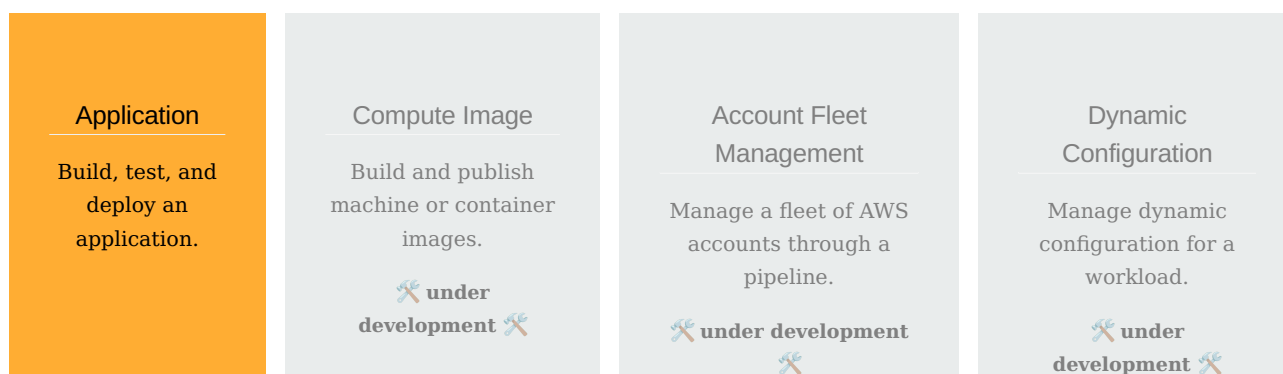 Application
Build, test, and
deploy an
application.
Compute Image
Build and publish
machine or container
images.
🛠️ under
development 🛠️
Account Fleet
Management
Manage a fleet of AWS
accounts through a
pipeline.
🛠️ under development
🛠️
Dynamic
Configuration
Manage dynamic
configuration for a
workload.
🛠️ under
development 🛠️